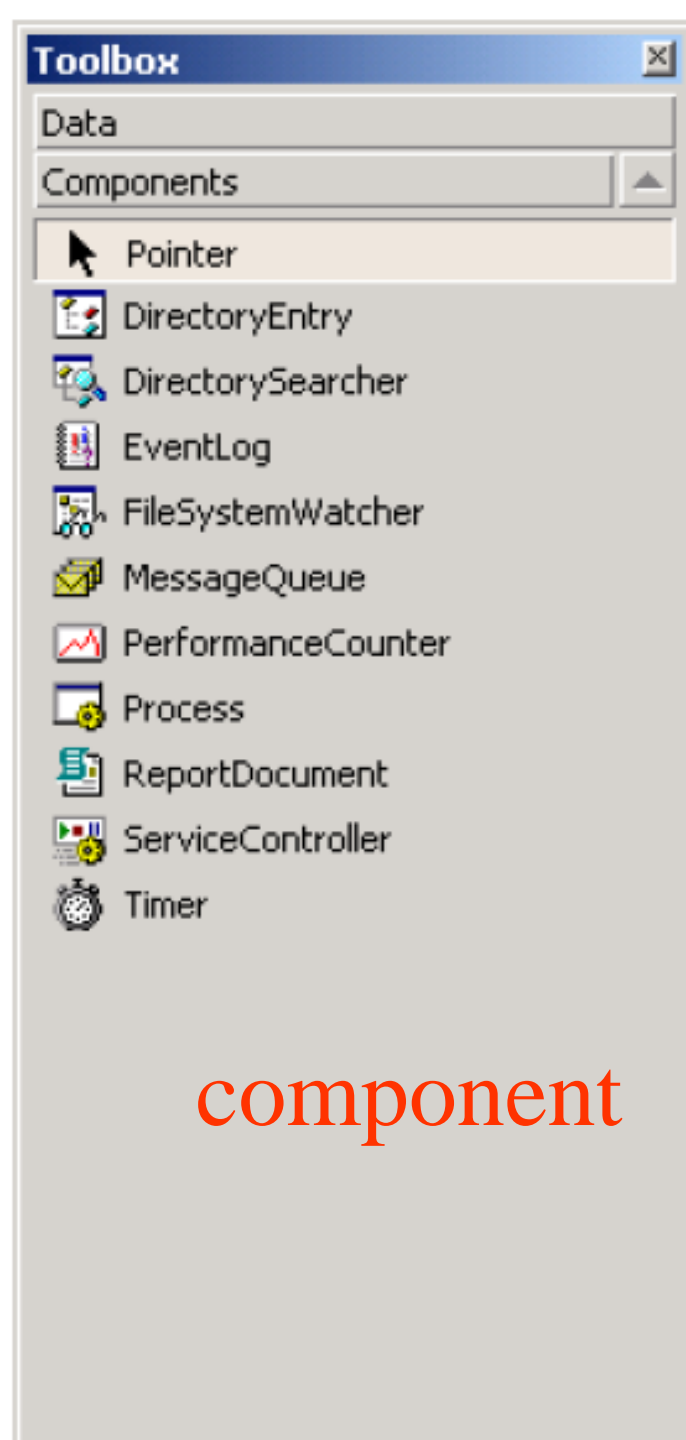 Toolbox
Data
Components
Pointer
DirectoryEntry
DirectorySearcher
EventLog
FileSystemWatcher
MessageQueue
PerformanceCounter
Process
ReportDocument
ServiceController
Timer
component